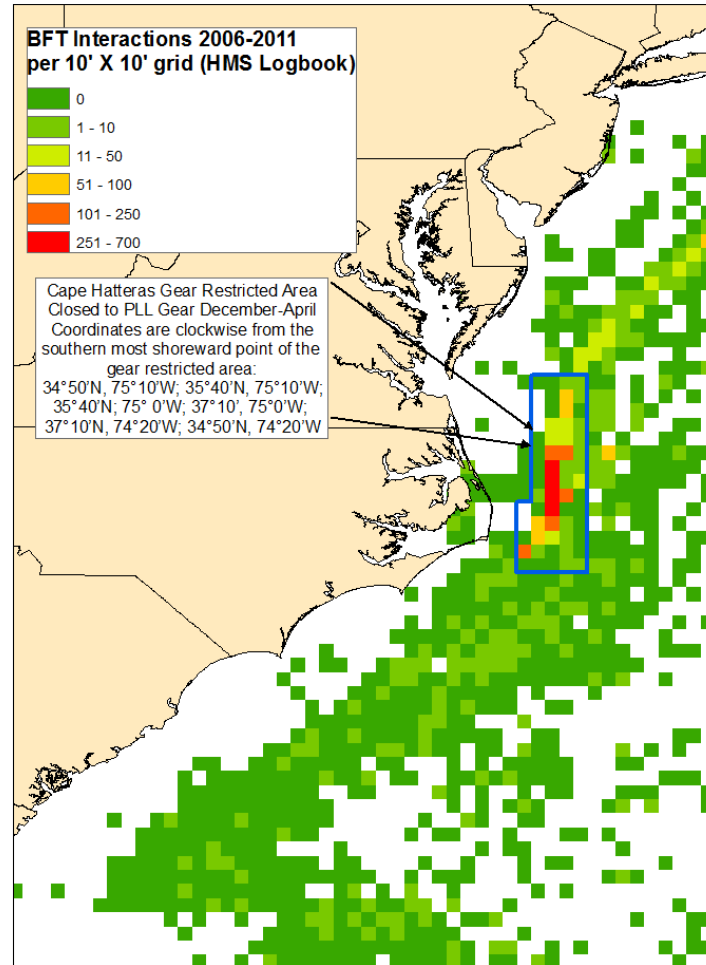 BFT Interactions 2006-2011
per 10' X 10' grid (HMS Logbook)
0
1 - 10
11 - 50
51 - 100
101 - 250
251 - 700
Cape Hatteras Gear Restricted Area
Closed to PLL Gear December-April
Coordinates are clockwise from the
southern most shoreward point of the
gear restricted area:
34°50'N, 75°10'W; 35°40'N, 75°10'W;
35°40'N; 75° 0'W; 37°10', 75°0'W;
37°10'N, 74°20'W; 34°50'N, 74°20'W